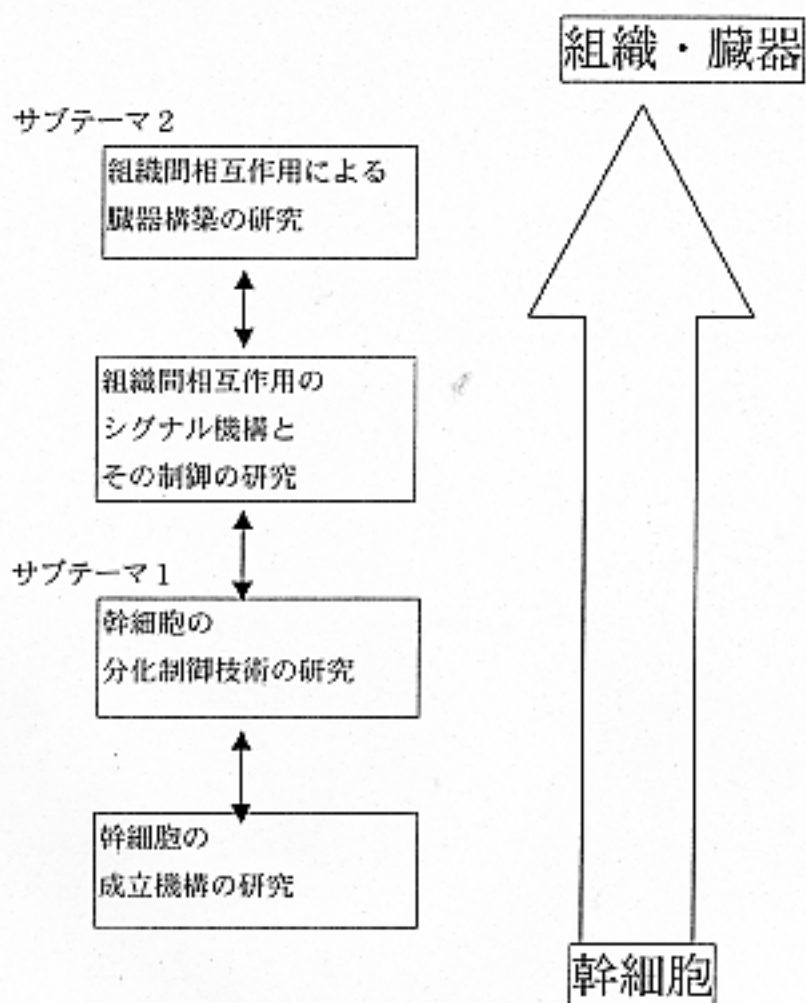 組織・臓器
サブテーマ2
組織間相互作用による
臓器構築の研究
組織間相互作用の
シグナル機構と
その制御の研究
サブテーマ1
幹細胞の
分化制御技術の研究
幹細胞の
成立機構の研究
幹細胞